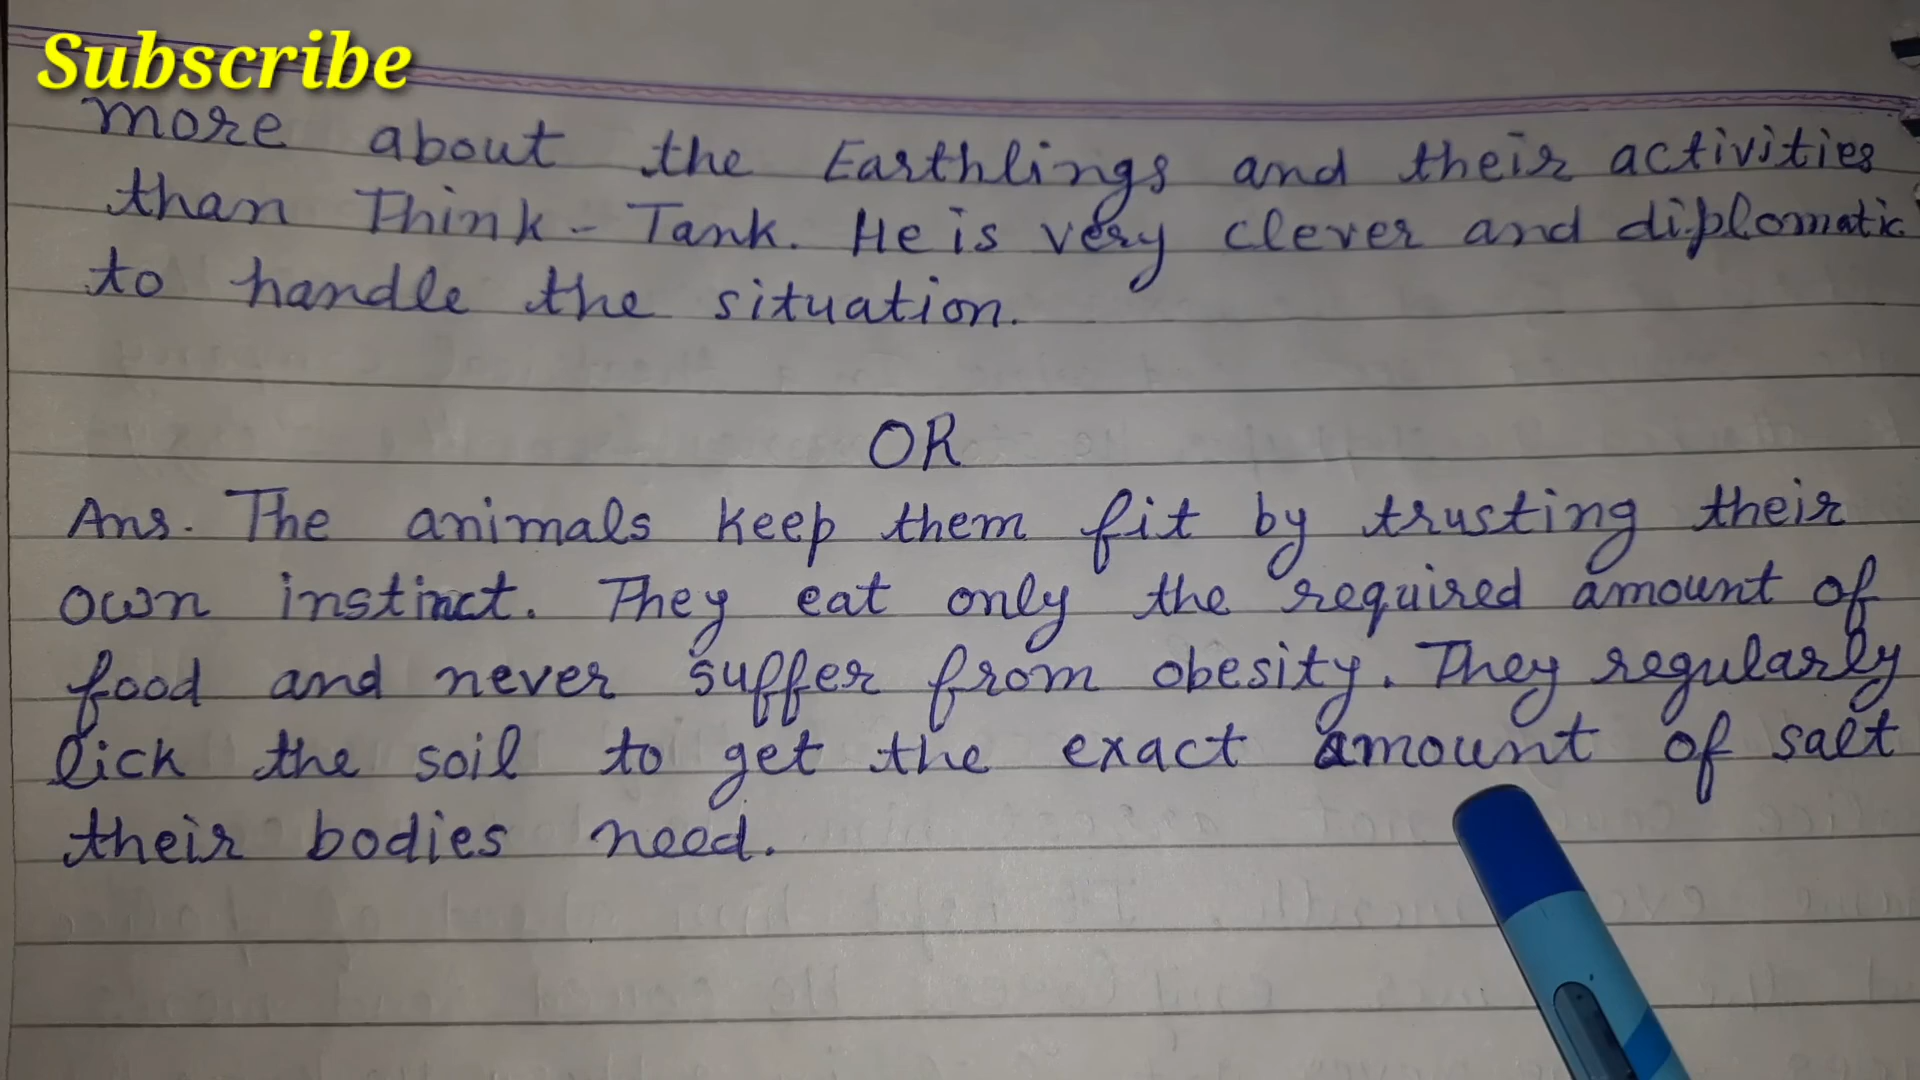 Subscribe
more about the Earthlings and their activities
than Think-Tank. He is very clever and diplomatic
to handle the situation.
OR
Ans. The animals keep them fit by trusting their
own instinct. They eat only the required amount of
food and never suffer from obesity. They regularly
lick the soil to get the exact amount of salt
their bodies need.